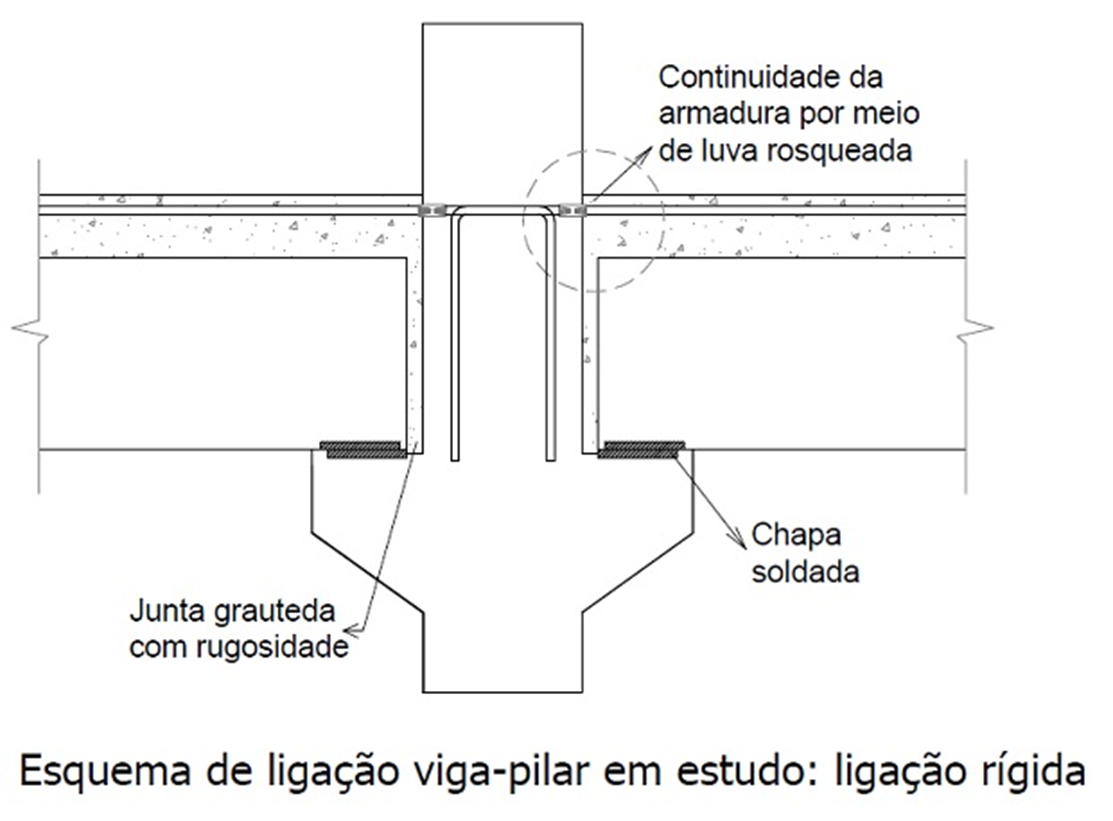 Continuidade da
armadura por meio
de luva rosqueada
Chapa
soldada
Junta grauteda
com rugosidade
Esquema de ligação viga-pilar em estudo: ligação rígida